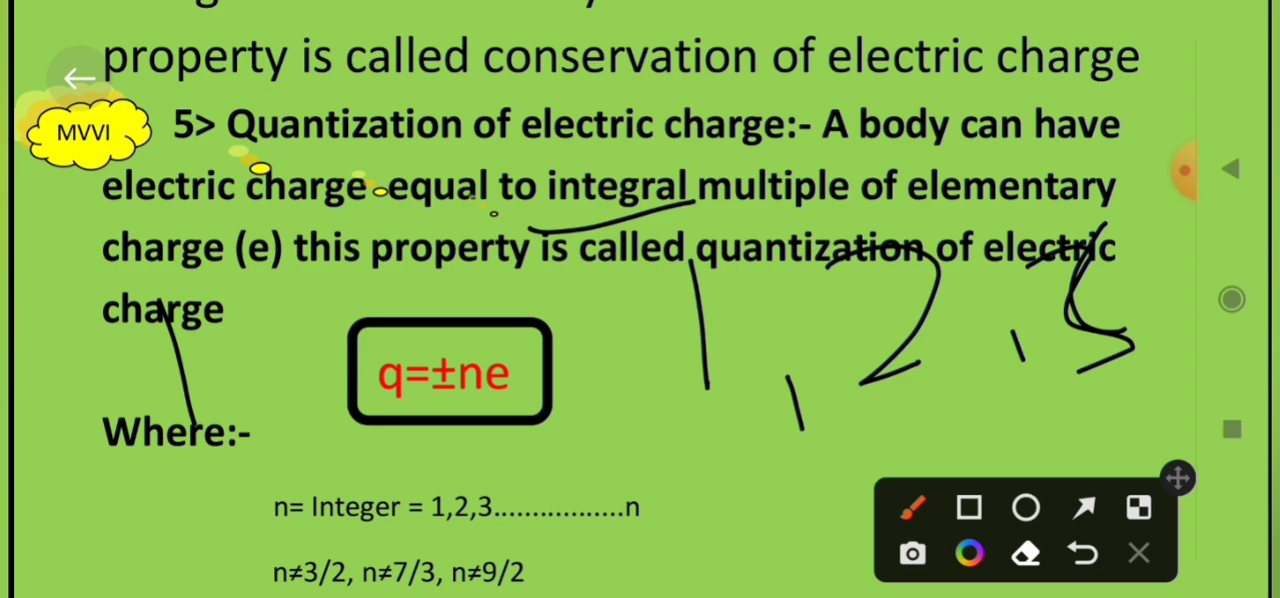 property is called conservation of electric charge
MVVI 5> Quantization of electric charge:- A body can have
electric charge equal to integral multiple of elementary
charge (e) this property is called quantization of electric
charge
q=±ne
1, 2,
Where:-
n= Integer = 1,2,3.................n
n≠3/2, n≠7/3, n≠9/2